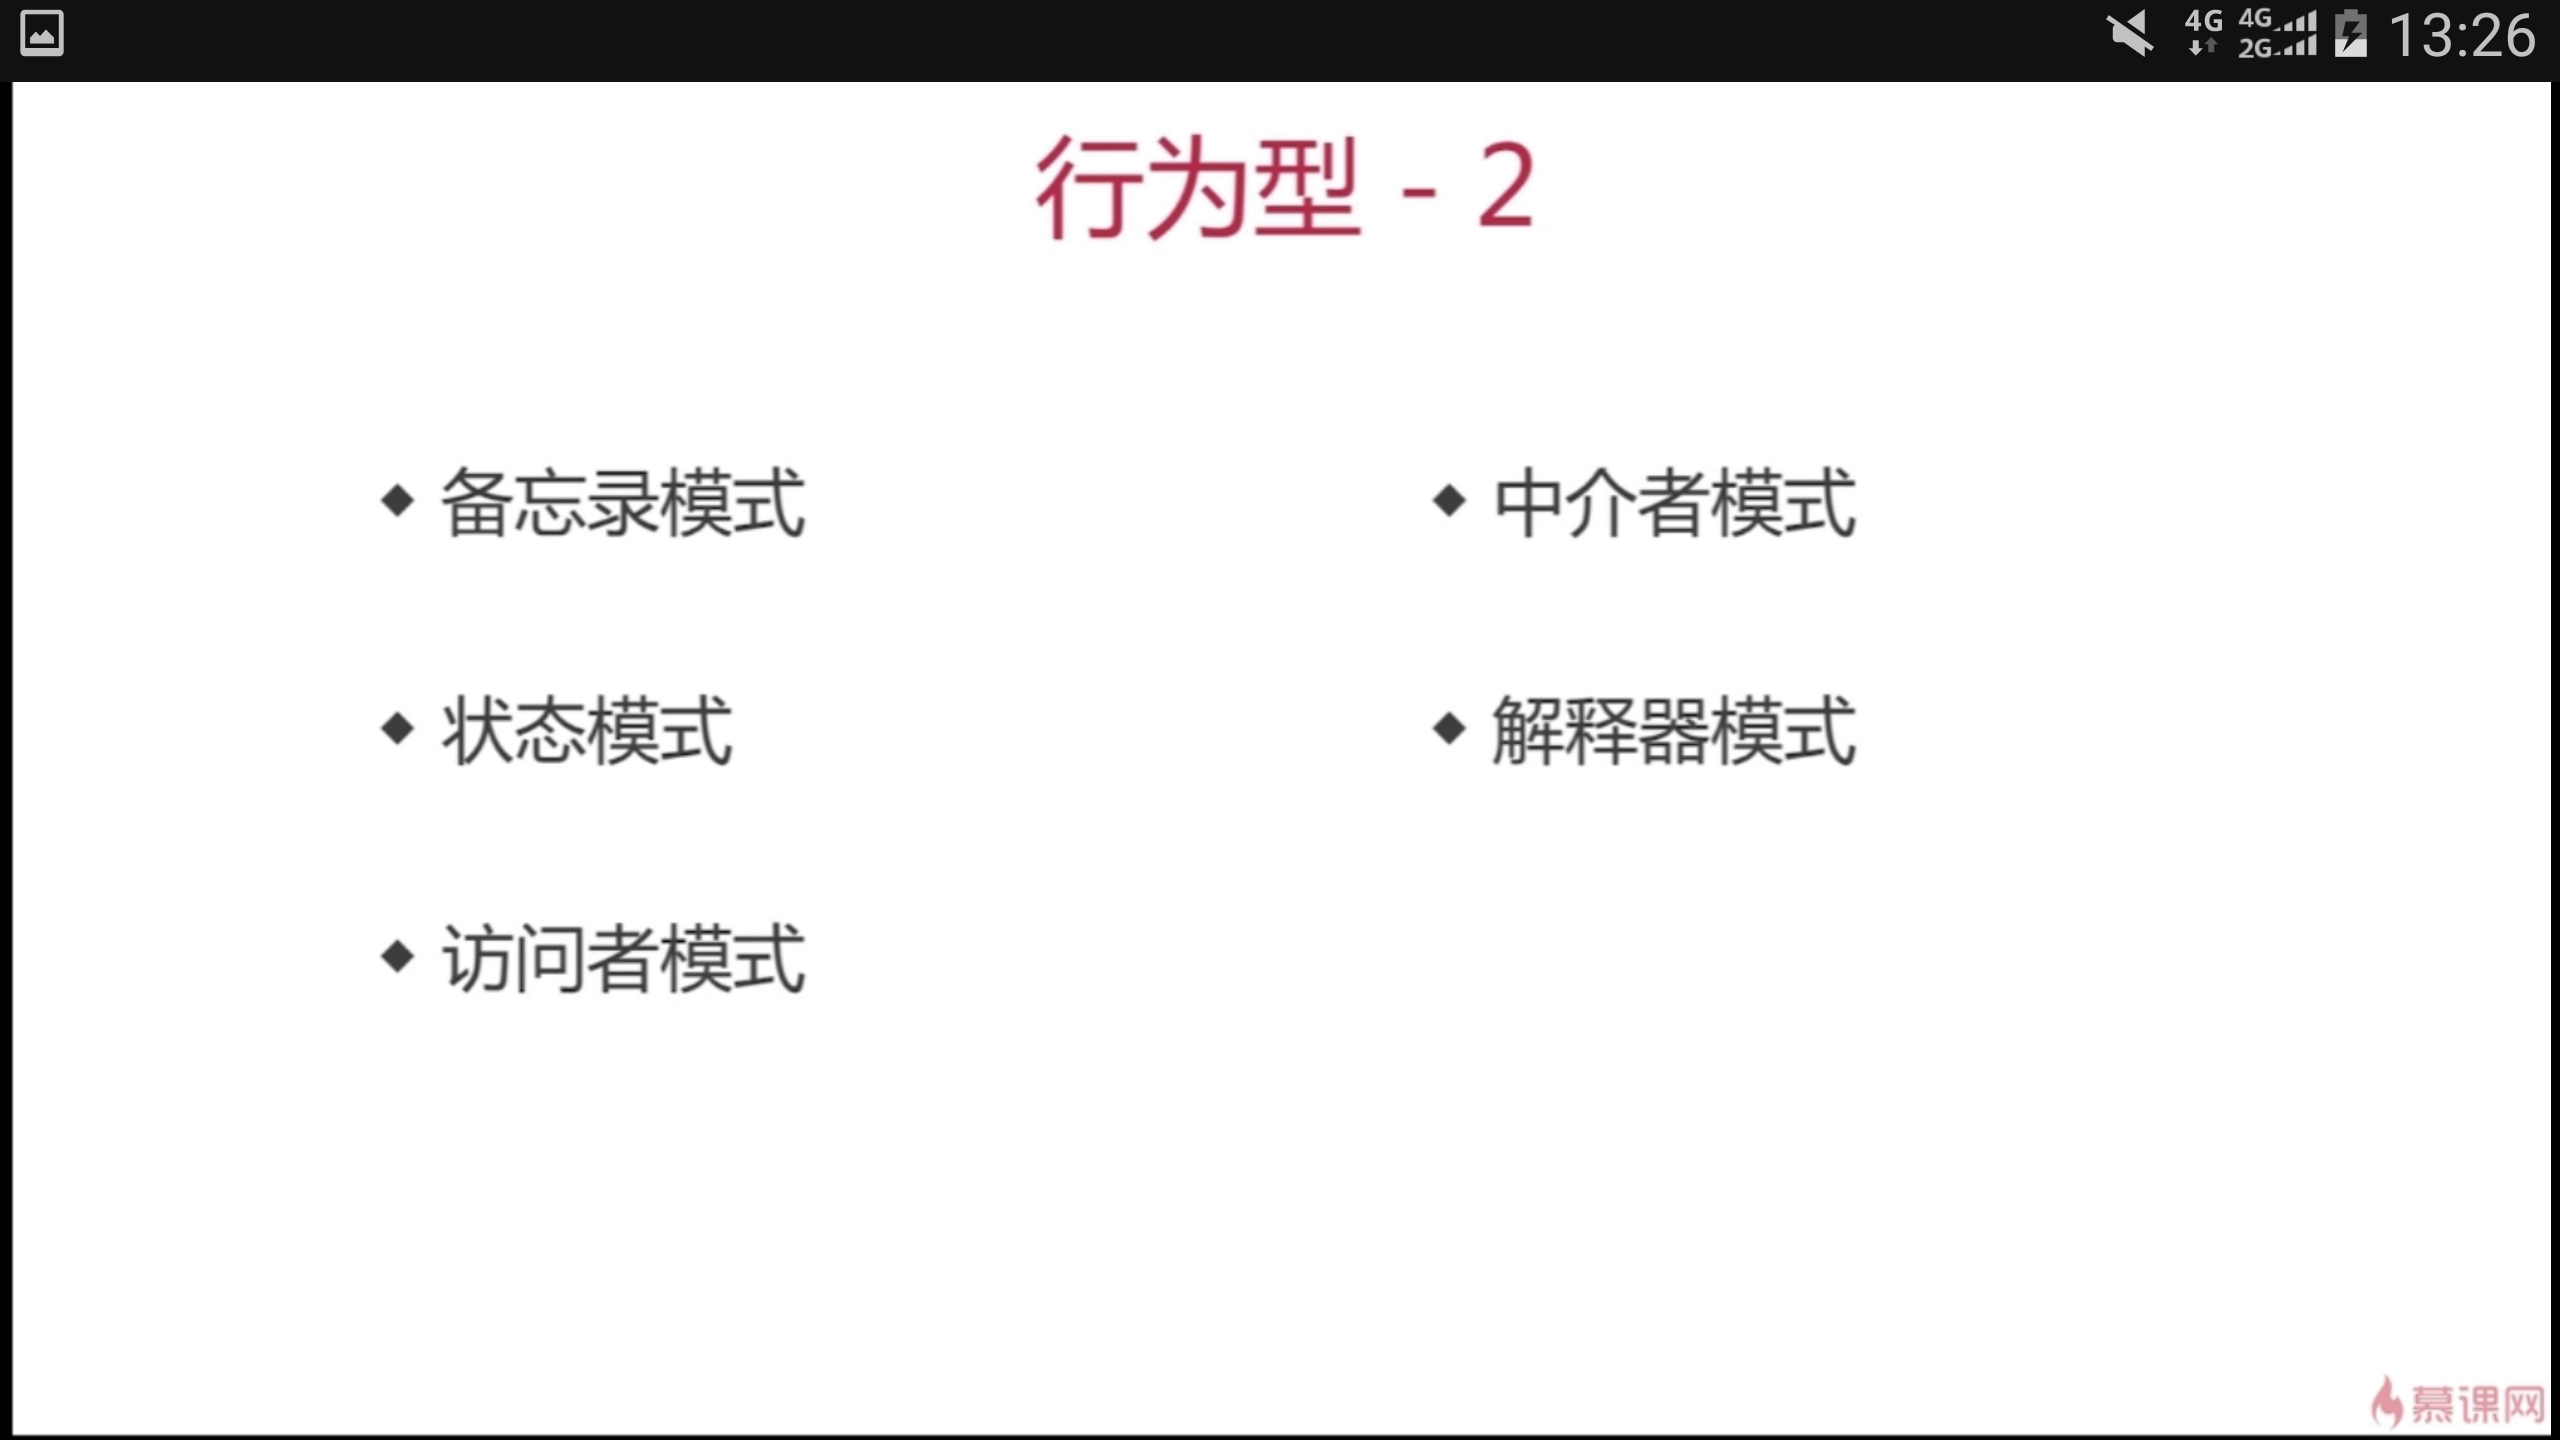 4G 4G 2G 13:26
行为型 - 2
◆ 备忘录模式
◆ 中介者模式
◆ 状态模式
◆ 解释器模式
◆ 访问者模式
慕课网